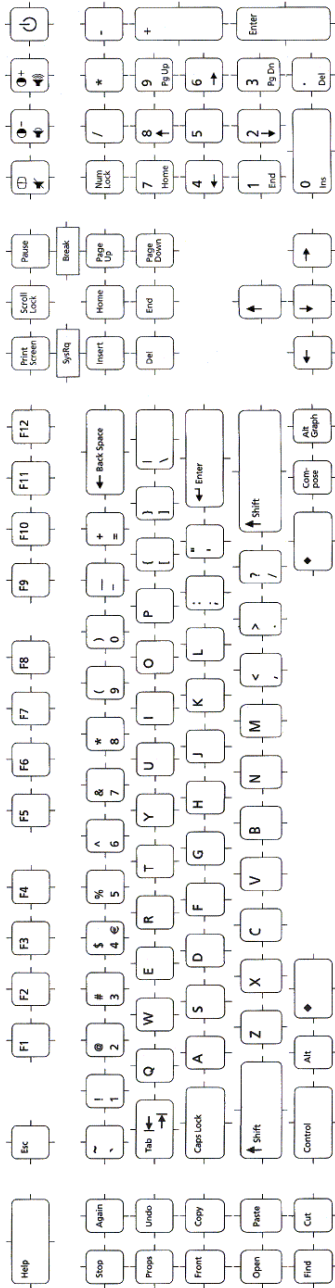 Help Esc F1 F2 F3 F4 F5 F6 F7 F8 F9 F10 F11 F12 Print Screen Scroll Lock Pause
SysRq Break
Stop Again ~ ` ! 1 @ 2 # 3 $ 4 € % 5 ^ 6 & 7 * 8 ( 9 ) 0 — – + = ← Back Space Insert Home Page Up Num Lock / * -
Props Undo Tab Q W E R T Y U I O P { [ } ] | \ Del End Page Down 7 Home 8 ↑ 9 Pg Up +
Front Copy Caps Lock A S D F G H J K L : ; " ' ↵ Enter 4 ← 5 6 →
Open Paste ↑ Shift Z X C V B N M < , > . ? / ↑ Shift ↑ 1 End 2 ↓ 3 Pg Dn Enter
Find Cut Control Alt ◆ ◆ Com- pose Alt Graph ← ↓ → 0 Ins . Del